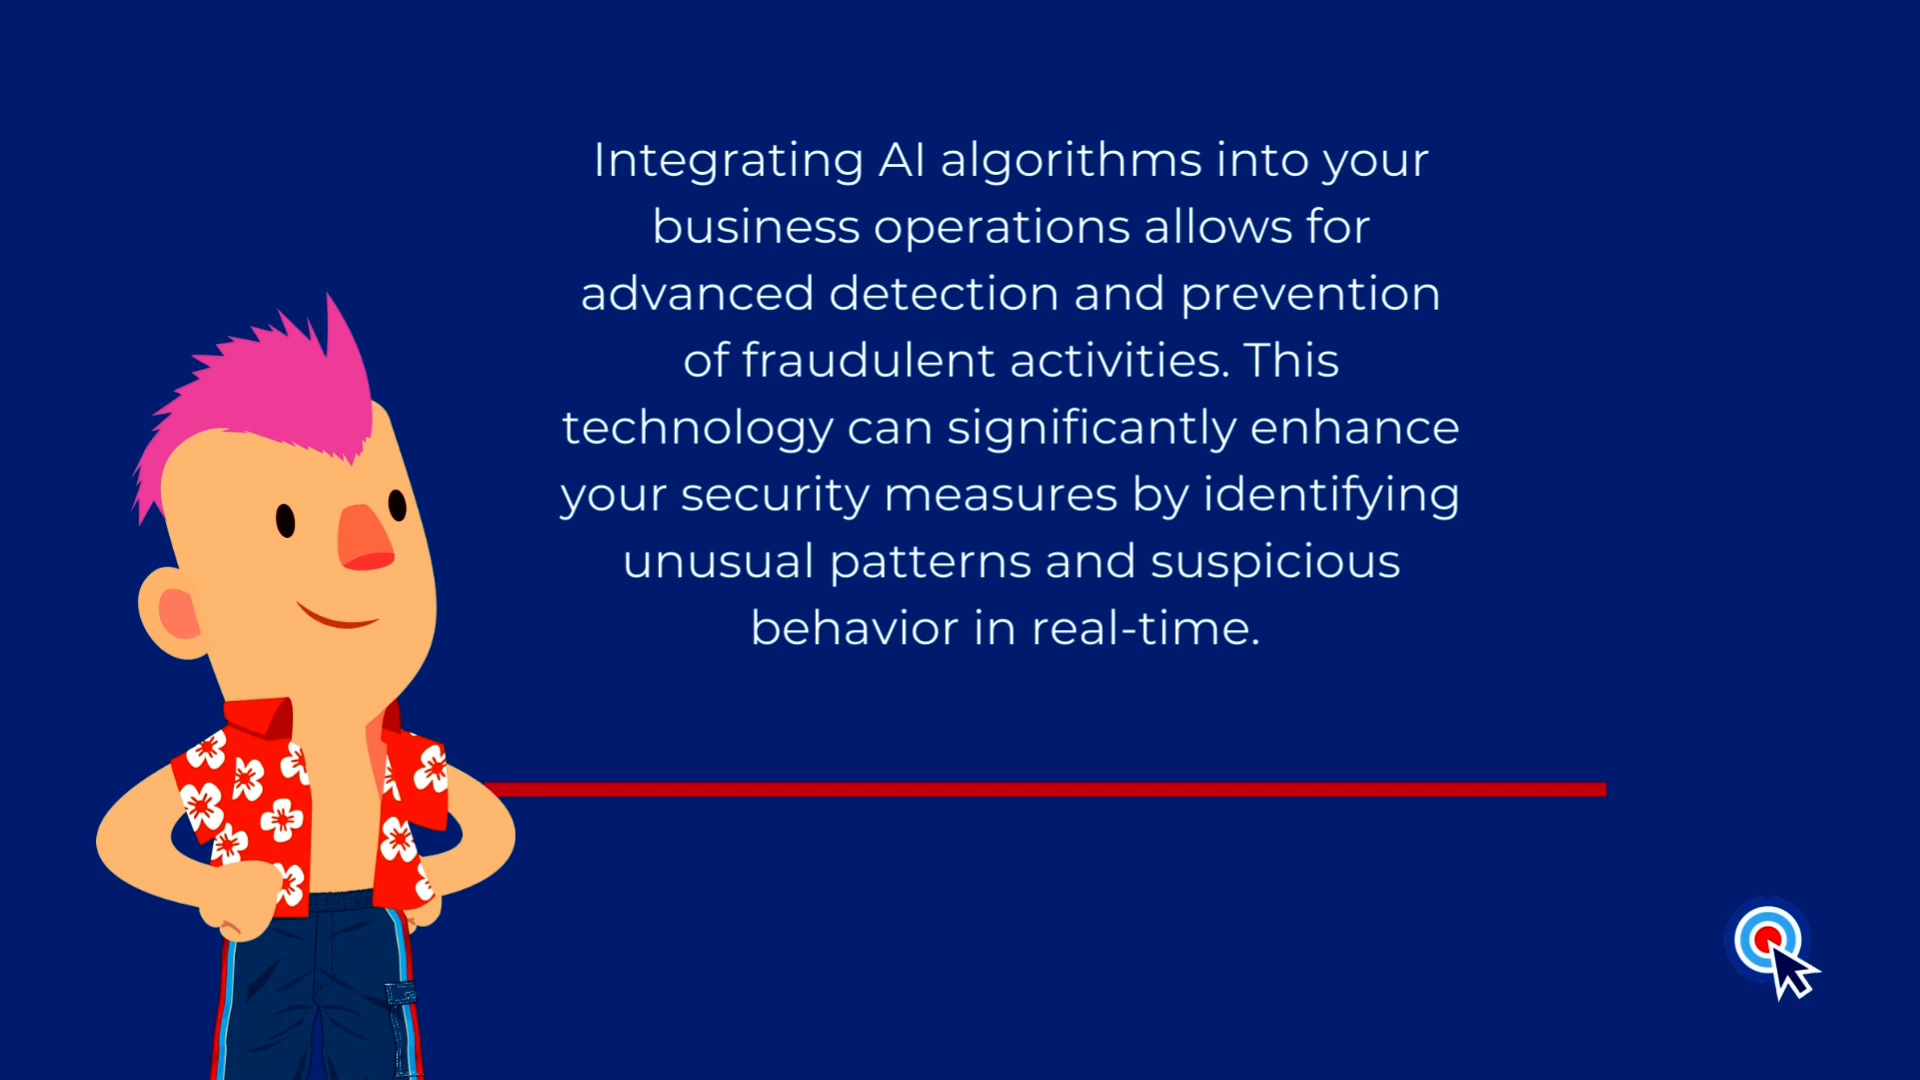 Integrating AI algorithms into your
business operations allows for
advanced detection and prevention
of fraudulent activities. This
technology can significantly enhance
your security measures by identifying
unusual patterns and suspicious
behavior in real-time.